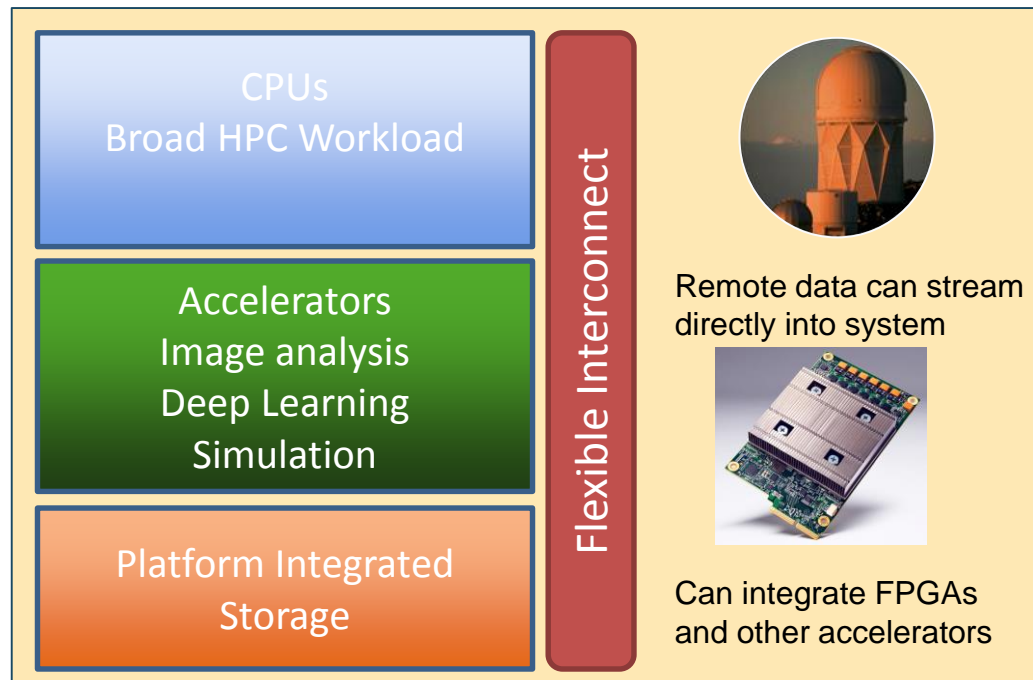 CPUs
Broad HPC Workload
Accelerators
Image analysis
Deep Learning
Simulation
Platform Integrated
Storage
Flexible Interconnect
Remote data can stream
directly into system
Can integrate FPGAs
and other accelerators